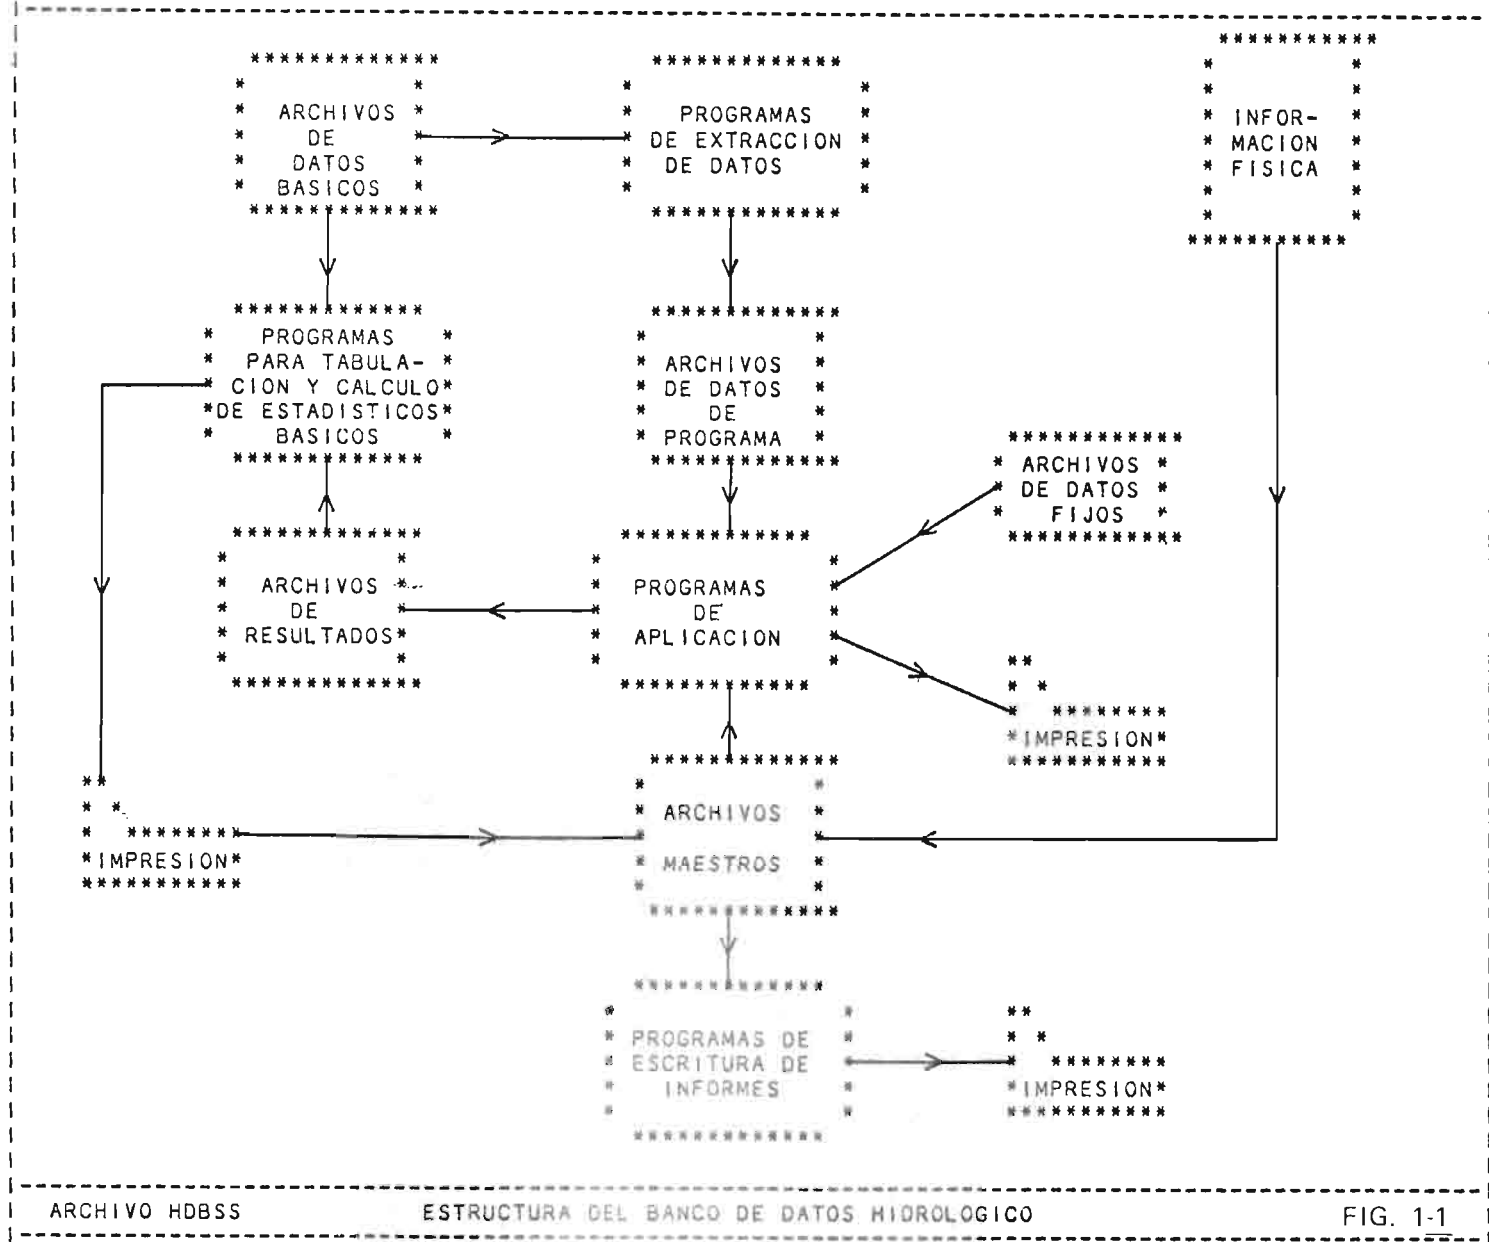 ARCHIVOS
DE
DATOS
BASICOS
PROGRAMAS
DE EXTRACCION
DE DATOS
INFOR-
MACION
FISICA
PROGRAMAS
PARA TABULA-
CION Y CALCULO
DE ESTADISTICOS
BASICOS
ARCHIVOS
DE DATOS
DE
PROGRAMA
ARCHIVOS
DE DATOS
FIJOS
ARCHIVOS
DE
RESULTADOS
PROGRAMAS
DE
APLICACION
IMPRESION
IMPRESION
ARCHIVOS
MAESTROS
PROGRAMAS DE
ESCRITURA DE
INFORMES
IMPRESION
ARCHIVO HDBSS
ESTRUCTURA DEL BANCO DE DATOS HIDROLOGICO
FIG. 1-1